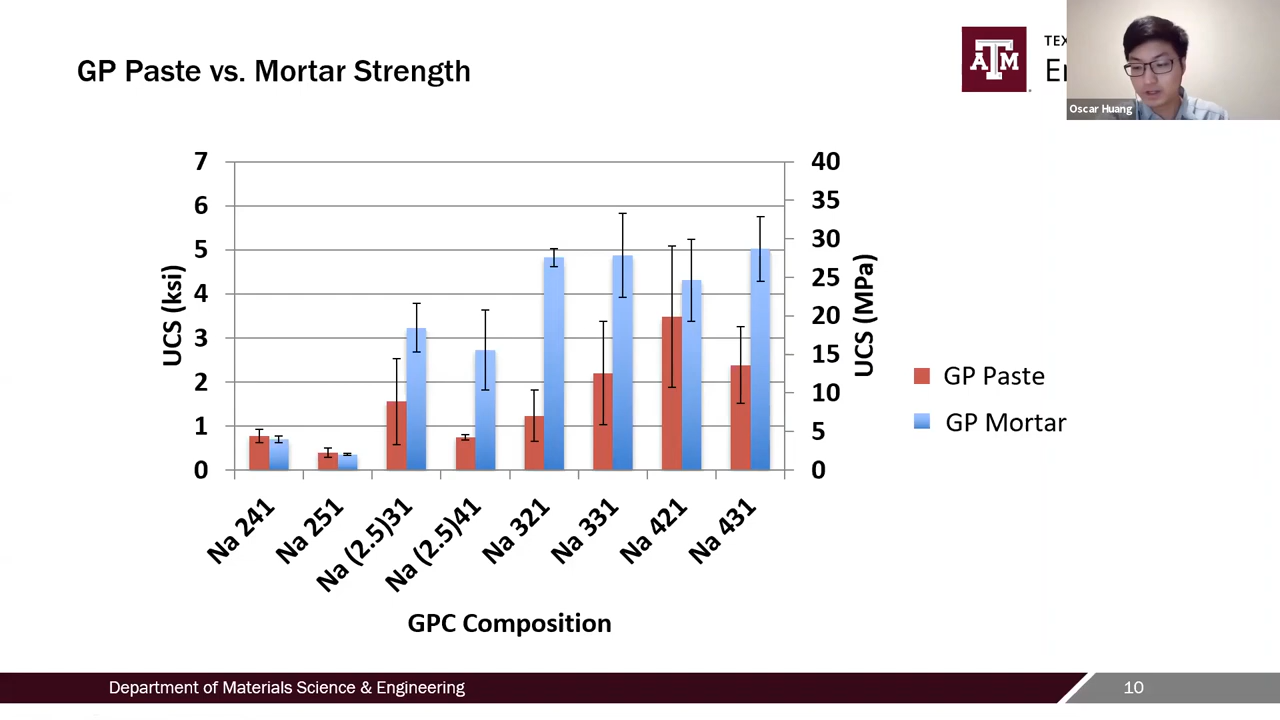 GP Paste vs. Mortar Strength
A T M
TEX
En
Oscar Huang
UCS (ksi)
7
6
5
4
3
2
1
0
40
35
30
25
20
15
10
5
0
UCS (MPa)
GP Paste
GP Mortar
Na 241
Na 251
Na (2.5)31
Na (2.5)41
Na 321
Na 331
Na 421
Na 431
GPC Composition
Department of Materials Science & Engineering
10